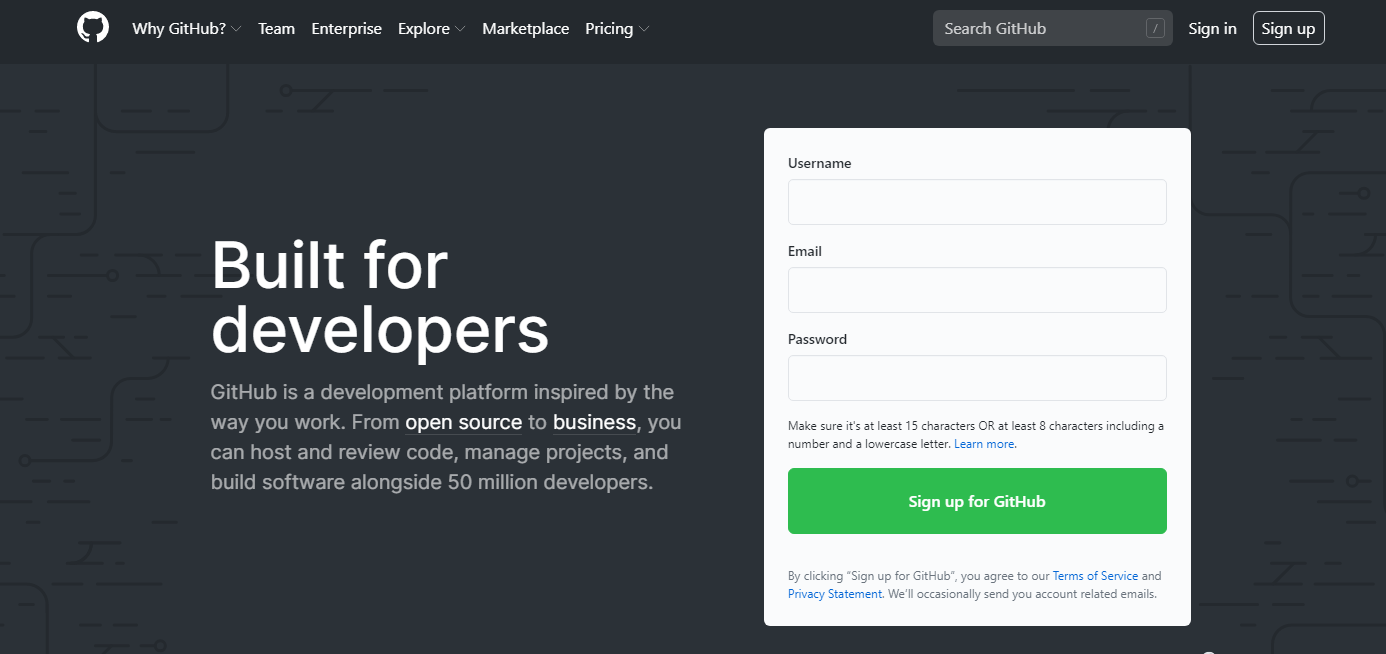 Why GitHub? Team Enterprise Explore Marketplace Pricing Search GitHub / Sign in Sign up
Built for
developers
GitHub is a development platform inspired by the
way you work. From open source to business, you
can host and review code, manage projects, and
build software alongside 50 million developers.
Username
Email
Password
Make sure it's at least 15 characters OR at least 8 characters including a
number and a lowercase letter. Learn more.
Sign up for GitHub
By clicking “Sign up for GitHub”, you agree to our Terms of Service and
Privacy Statement. We’ll occasionally send you account related emails.